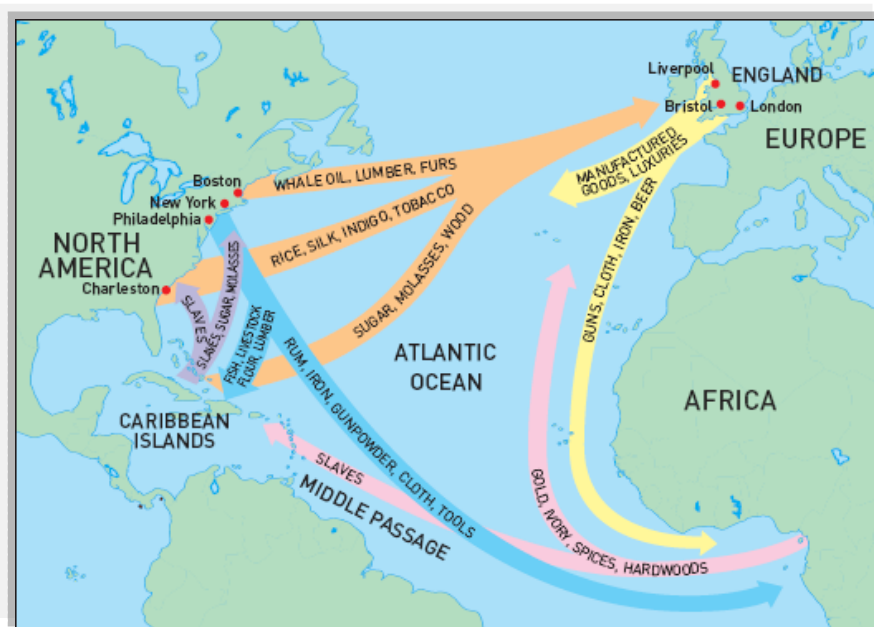 Liverpool
ENGLAND
Bristol
London
EUROPE
MANUFACTURED
GOODS, LUXURIES
Boston
WHALE OIL, LUMBER, FURS
New York
Philadelphia
RICE, SILK, INDIGO, TOBACCO
NORTH
AMERICA
Charleston
SLAVES
SLAVES, SUGAR, MOLASSES
FISH, LIVESTOCK
FLOUR, LUMBER
SUGAR, MOLASSES, WOOD
GUNS, CLOTH, IRON, BEER
ATLANTIC
OCEAN
RUM, IRON, GUNPOWDER, CLOTH, TOOLS
AFRICA
CARIBBEAN
ISLANDS
SLAVES
MIDDLE PASSAGE
GOLD, IVORY, SPICES, HARDWOODS